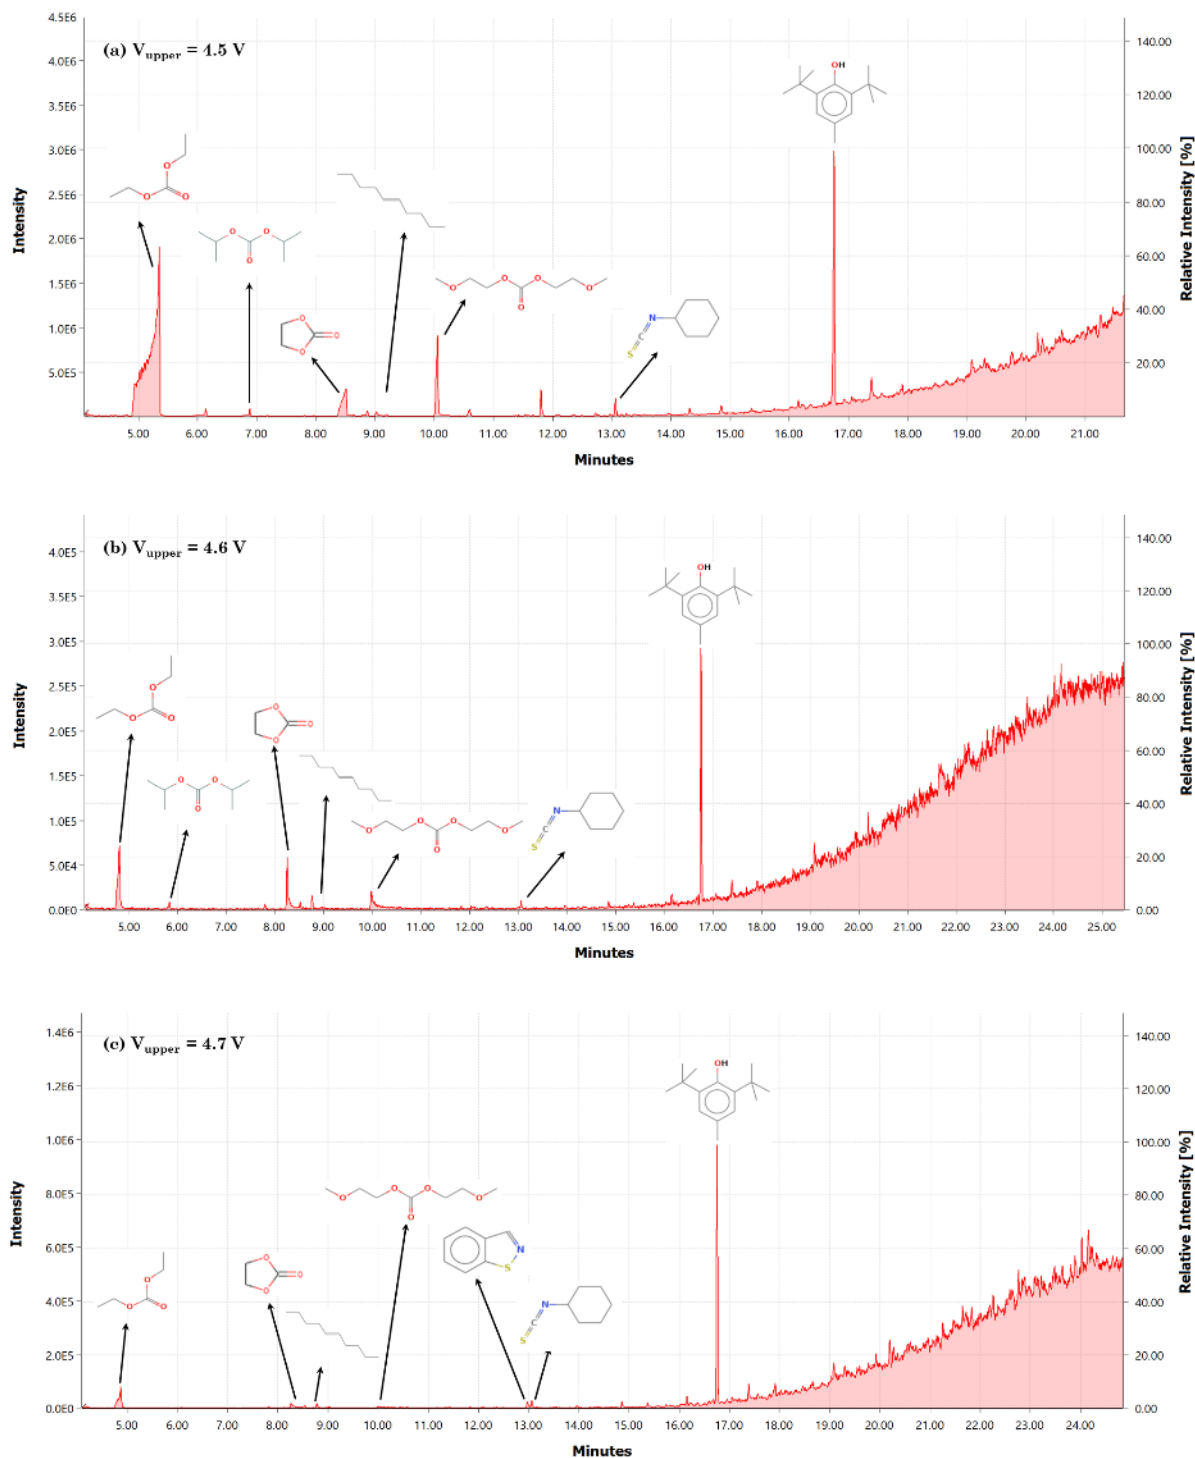 4.5E6
(a) V_upper = 4.5 V
140.00
4.0E6
120.00
3.5E6
OH
3.0E6
100.00
2.5E6
80.00
2.0E6
60.00
1.5E6
40.00
1.0E6
20.00
5.0E5
O
O
O
O
O
O
O
O
O
O
O
O
O
O
N
C
S
5.00 6.00 7.00 8.00 9.00 10.00 11.00 12.00 13.00 14.00 15.00 16.00 17.00 18.00 19.00 20.00 21.00
Intensity
Relative Intensity [%]
Minutes
(b) V_upper = 4.6 V
140.00
4.0E5
120.00
3.5E5
OH
3.0E5
100.00
2.5E5
80.00
2.0E5
60.00
1.5E5
40.00
1.0E5
20.00
5.0E4
0.0E0
0.00
O
O
O
O
O
O
O
O
O
O
O
O
O
O
N
C
S
5.00 6.00 7.00 8.00 9.00 10.00 11.00 12.00 13.00 14.00 15.00 16.00 17.00 18.00 19.00 20.00 21.00 22.00 23.00 24.00 25.00
Intensity
Relative Intensity [%]
Minutes
(c) V_upper = 4.7 V
1.4E6
140.00
1.2E6
120.00
OH
1.0E6
100.00
8.0E5
80.00
6.0E5
60.00
4.0E5
40.00
2.0E5
20.00
0.0E0
0.00
O
O
O
O
O
O
O
O
O
O
O
N
S
N
C
S
5.00 6.00 7.00 8.00 9.00 10.00 11.00 12.00 13.00 14.00 15.00 16.00 17.00 18.00 19.00 20.00 21.00 22.00 23.00 24.00
Intensity
Relative Intensity [%]
Minutes